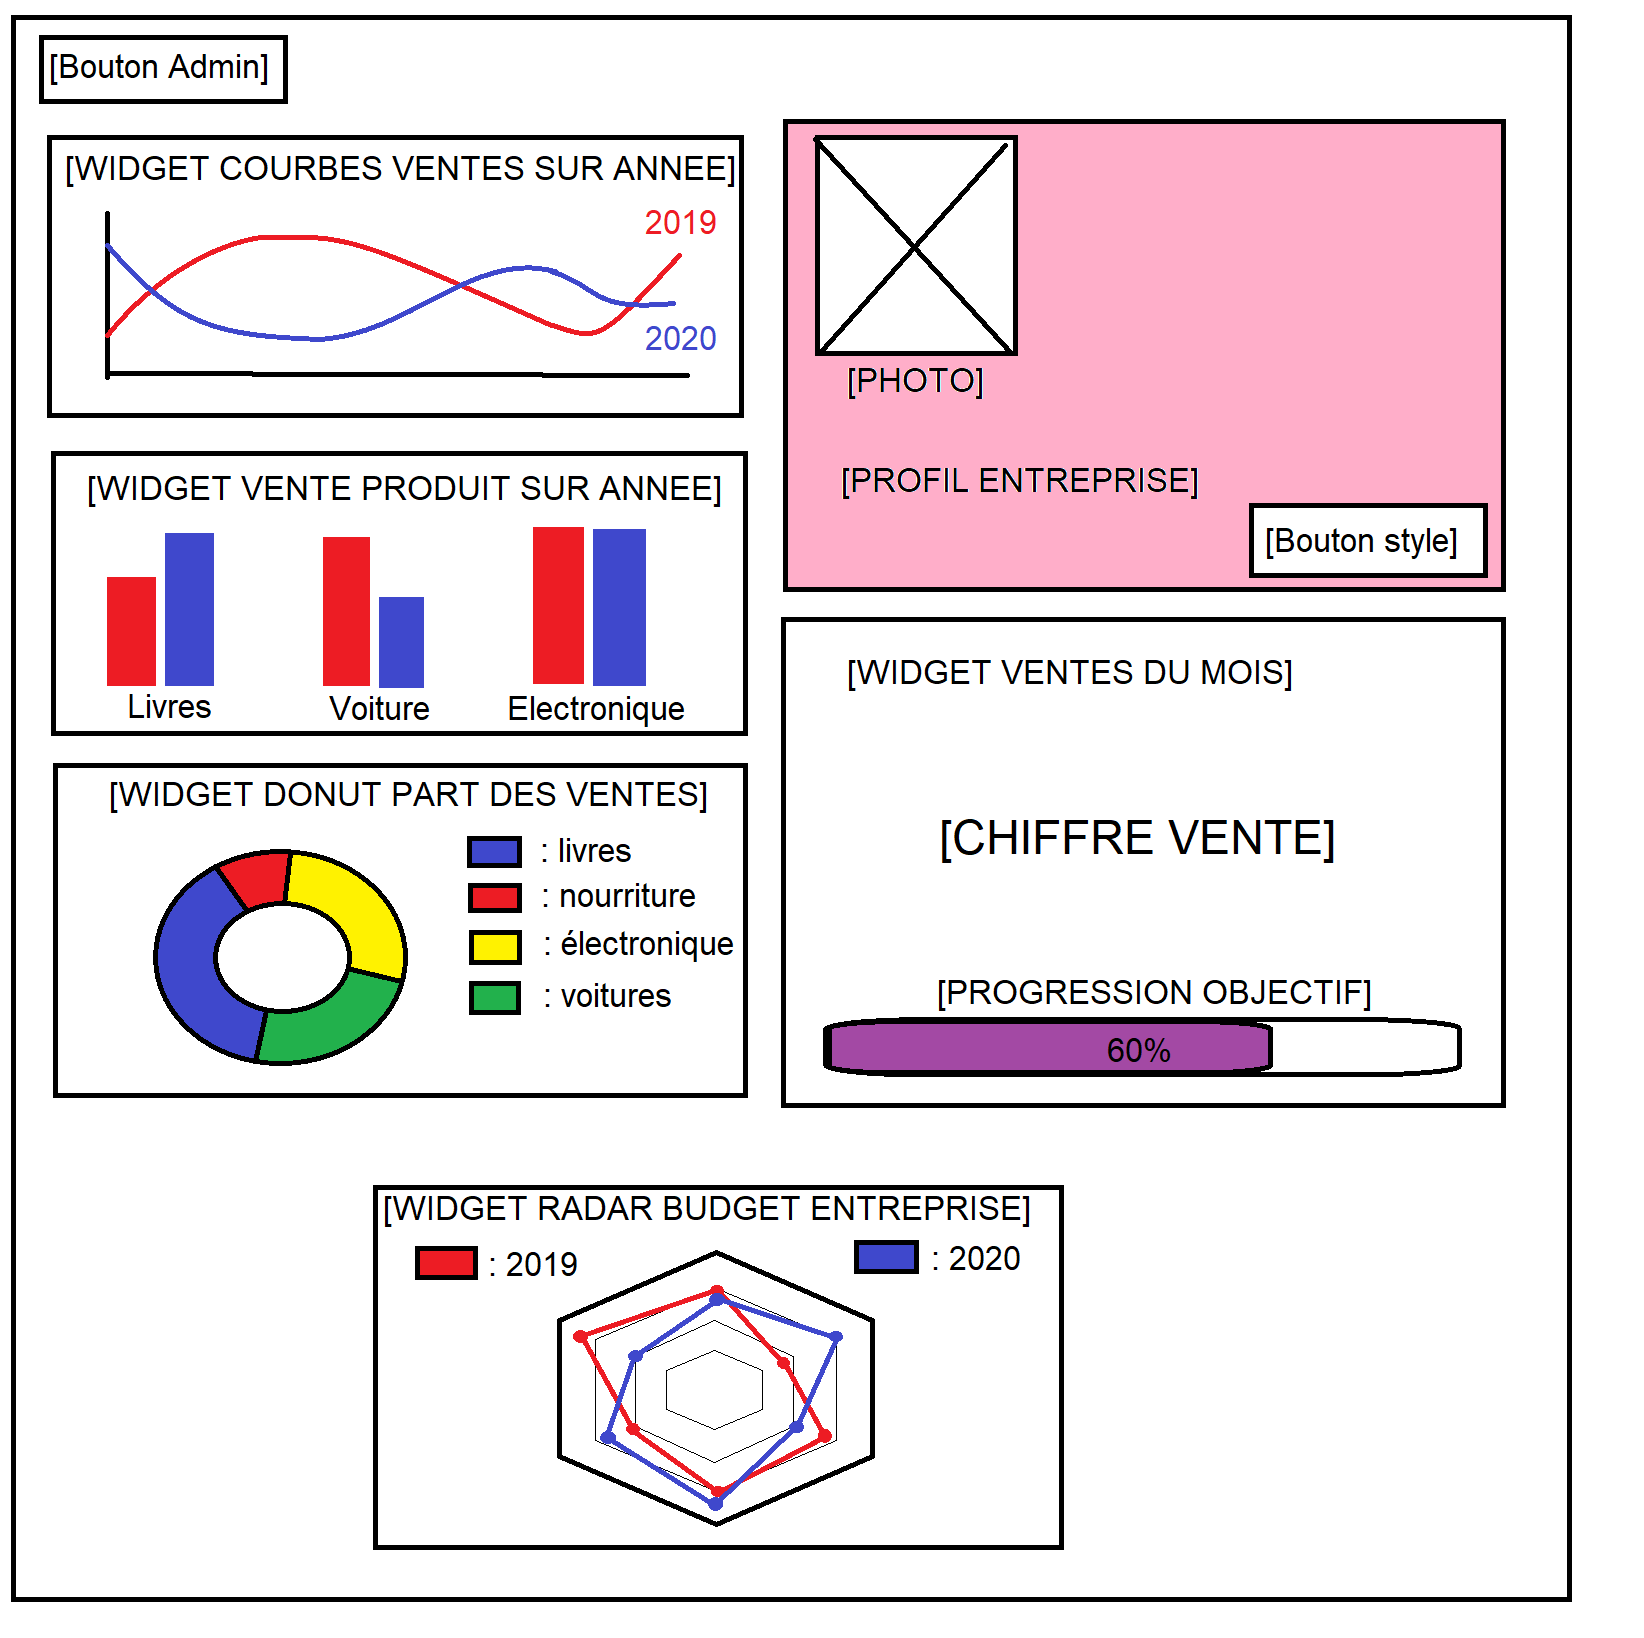 [Bouton Admin]
[WIDGET COURBES VENTES SUR ANNEE]
2019
2020
[WIDGET VENTE PRODUIT SUR ANNEE]
Livres
Voiture
Electronique
[WIDGET DONUT PART DES VENTES]
: livres
: nourriture
: électronique
: voitures
[PHOTO]
[PROFIL ENTREPRISE]
[Bouton style]
[WIDGET VENTES DU MOIS]
[CHIFFRE VENTE]
[PROGRESSION OBJECTIF]
60%
[WIDGET RADAR BUDGET ENTREPRISE]
: 2019
: 2020